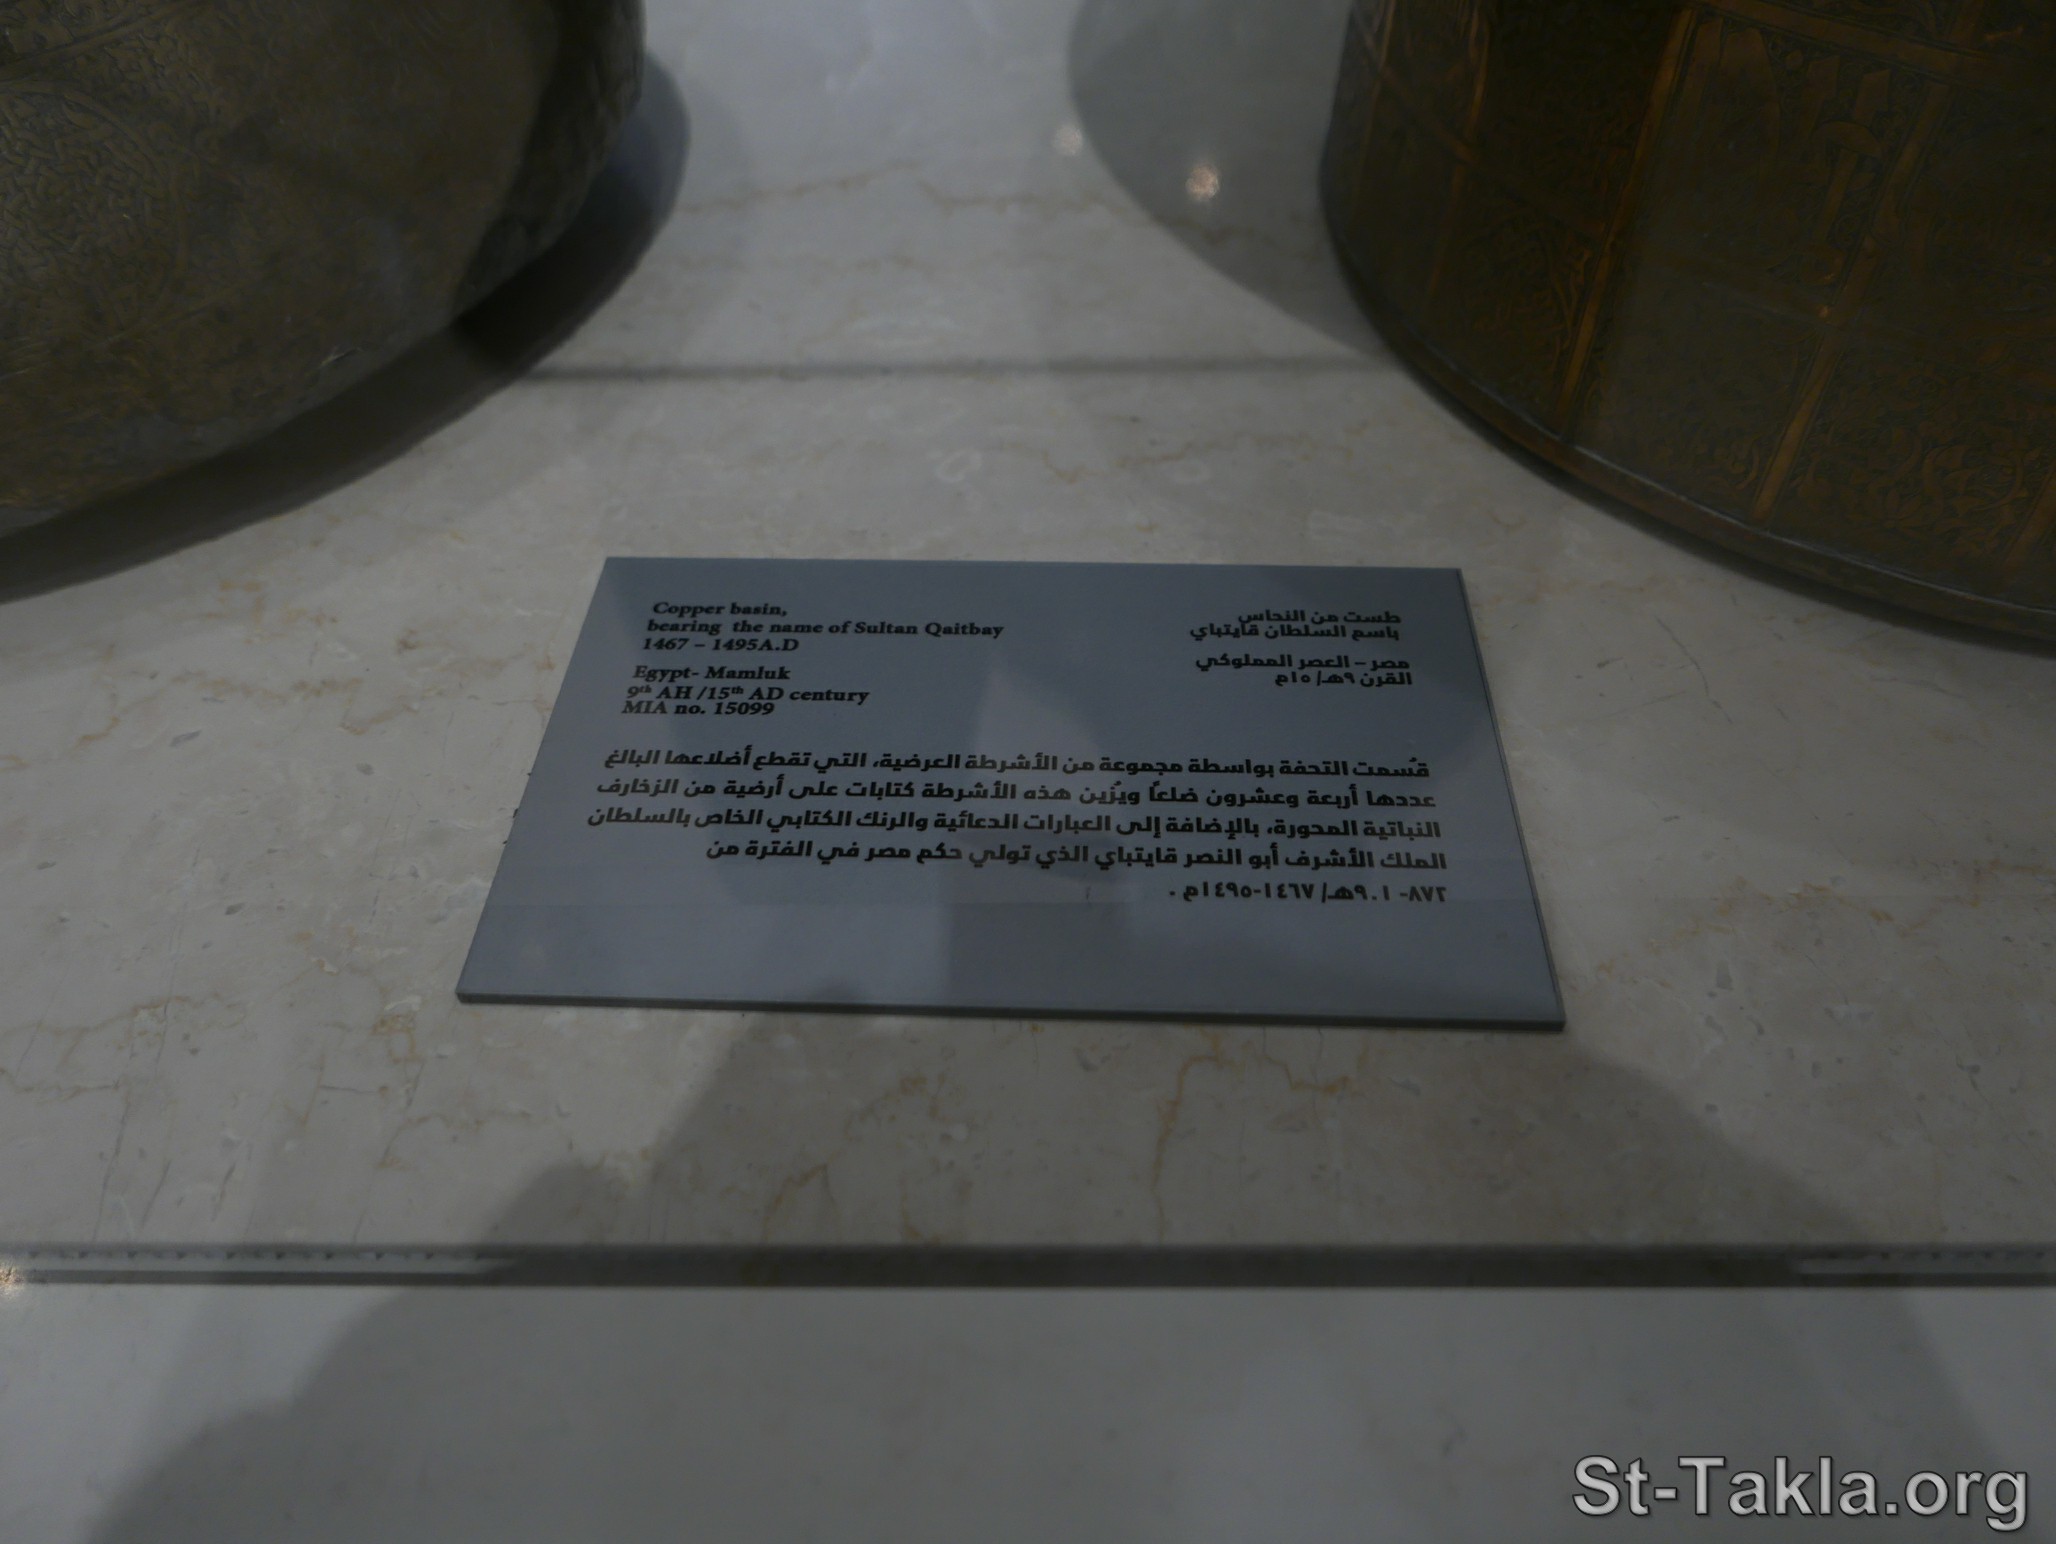 Copper basin,
bearing the name of Sultan Qaitbay
1467 – 1495A.D
Egypt- Mamluk
9th AH /15th AD century
MIA no. 15099
طست من النحاس
باسم السلطان قايتباي
مصر – العصر المملوكي
القرن ٩هـ/ ١٥م
قُسمت التحفة بواسطة مجموعة من الأشرطة العرضية، التي تقطع أضلاعها البالغ
عددها أربعة وعشرون ضلعاً ويُزين هذه الأشرطة كتابات على أرضية من الزخارف
النباتية المحورة، بالإضافة إلى العبارات الدعائية والرنك الكتابي الخاص بالسلطان
الملك الأشرف أبو النصر قايتباي الذي تولي حكم مصر في الفترة من
٨٧٢- ٩٠١هـ/ ١٤٦٧-١٤٩٥م .
St-Takla.org